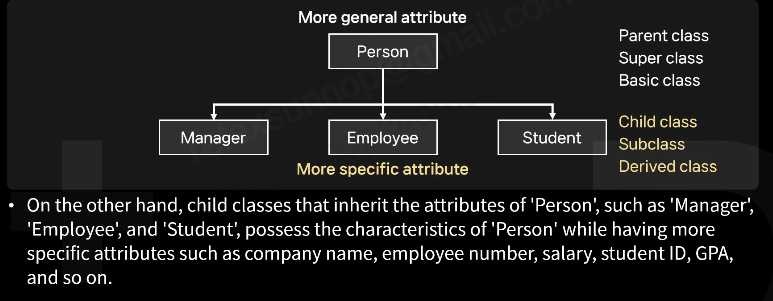 More general attribute
Person
Parent class
Super class
Basic class
Manager
Employee
Student
Child class
Subclass
Derived class
More specific attribute
• On the other hand, child classes that inherit the attributes of 'Person', such as 'Manager',
'Employee', and 'Student', possess the characteristics of 'Person' while having more
specific attributes such as company name, employee number, salary, student ID, GPA,
and so on.